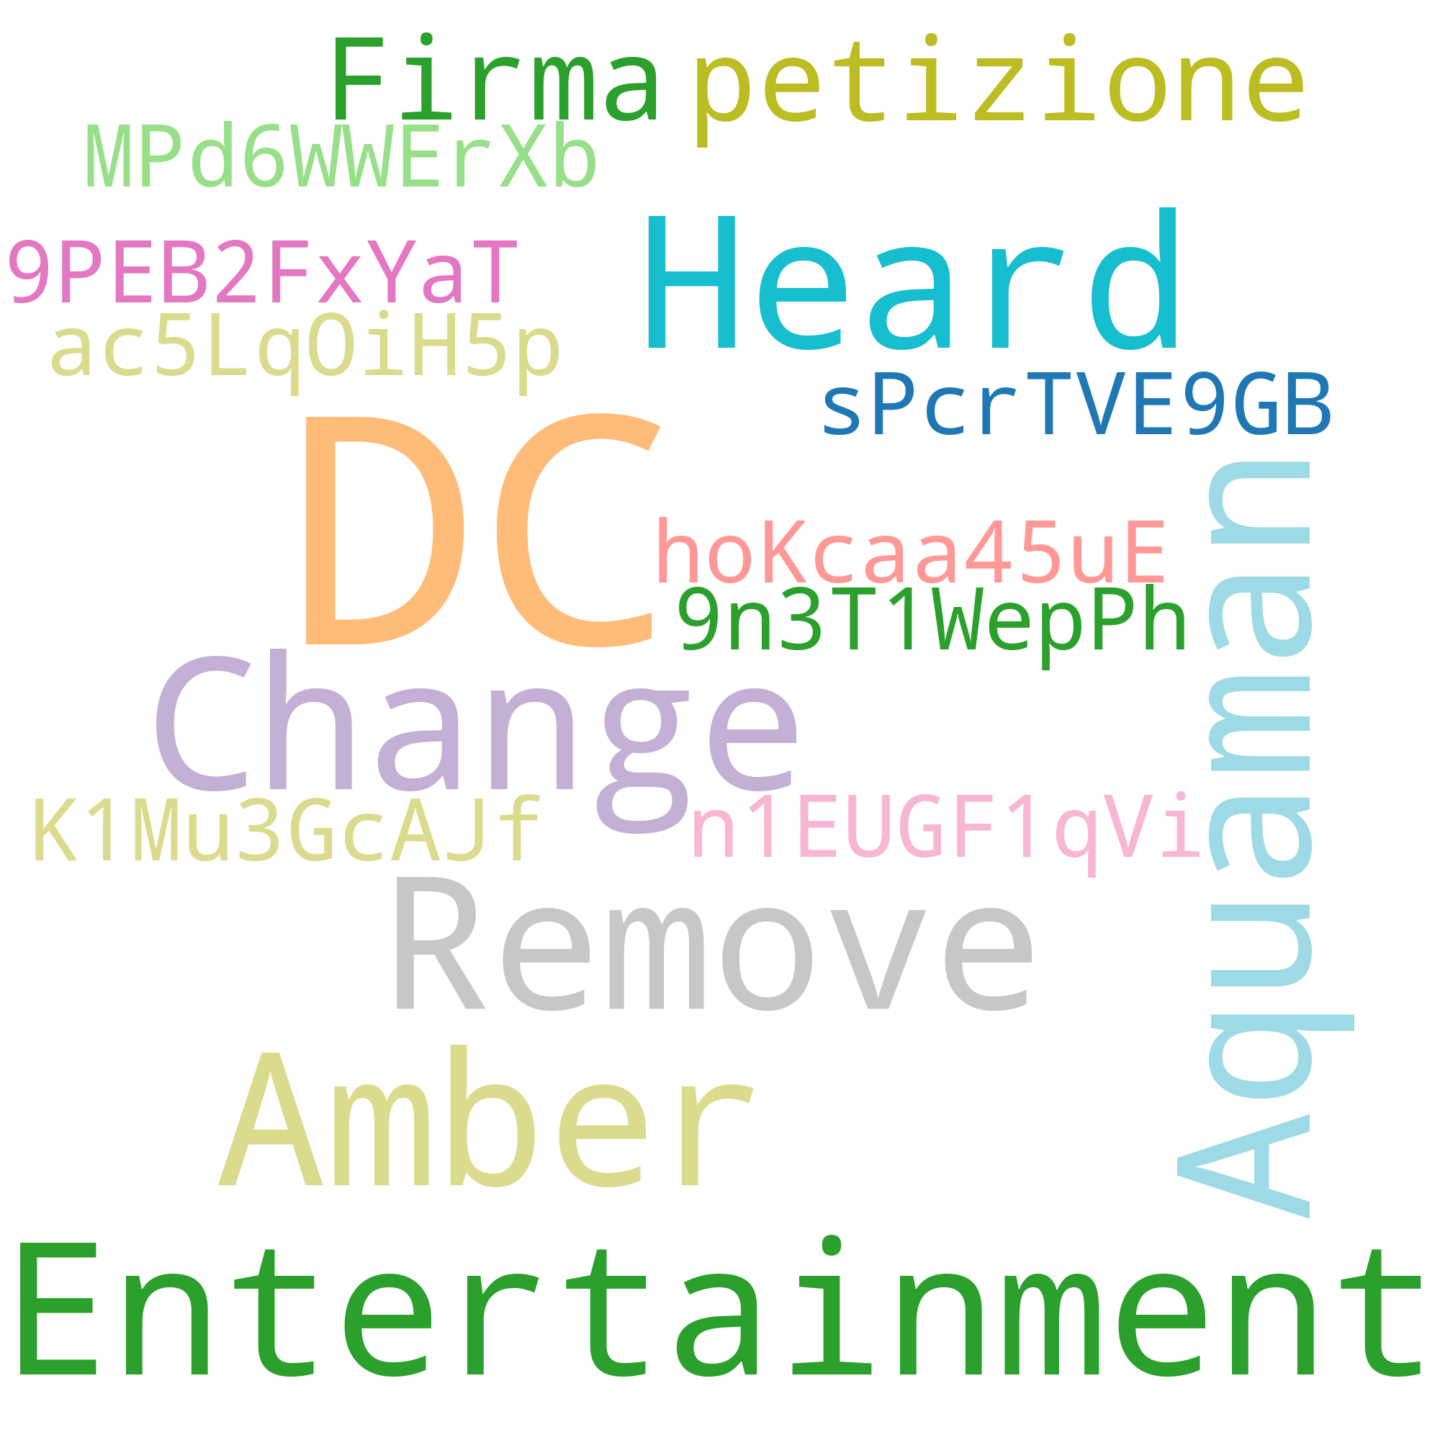 Firma petizione
MPd6WWErXb
Heard
9PEB2FxYaT
ac5LqOiH5p
sPcrTVE9GB
DC
hoKcaa45uE
9n3T1WepPh
Aquaman
Change
K1Mu3GcAJf
n1EUGF1qVi
Remove
Amber
Entertainment